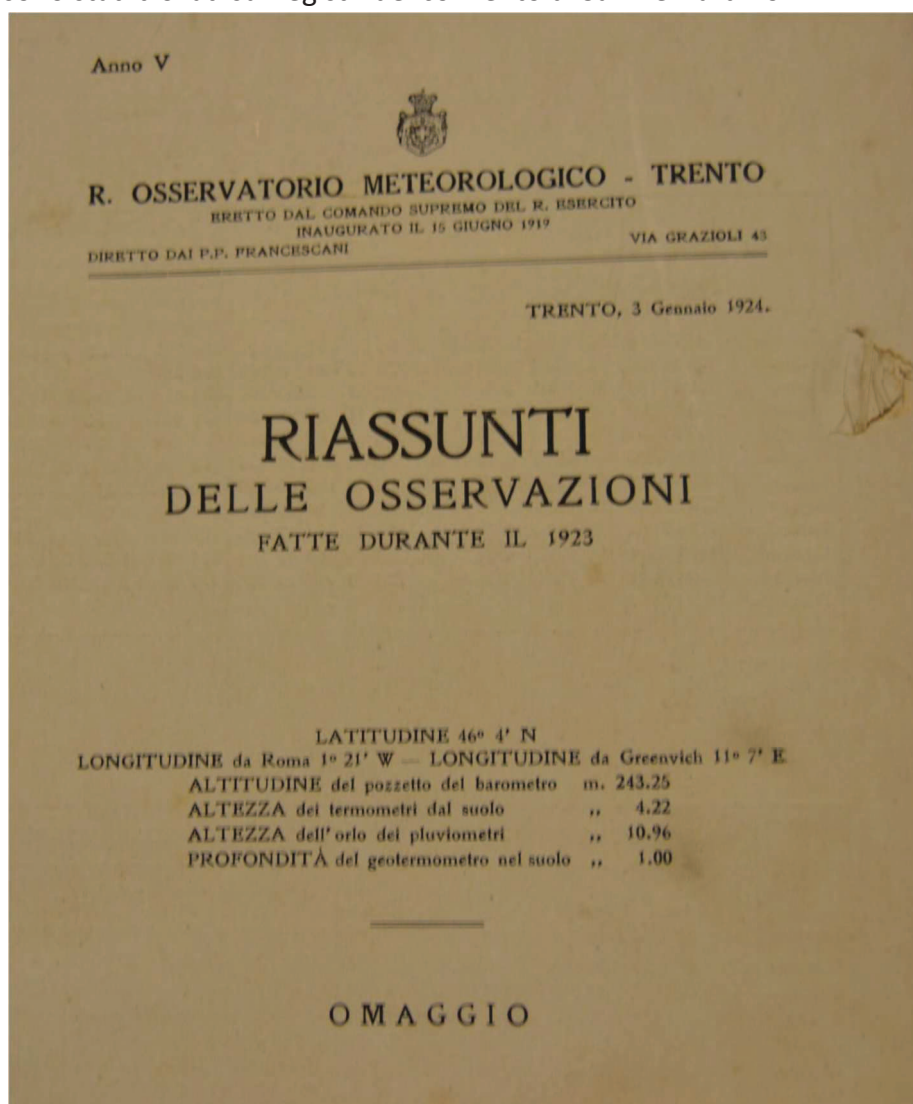 Anno V
R. OSSERVATORIO METEOROLOGICO - TRENTO
ERETTO DAL COMANDO SUPREMO DEL R. ESERCITO
INAUGURATO IL 15 GIUGNO 1919
DIRETTO DAI P.P. FRANCESCANI
VIA GRAZIOLI 43
TRENTO, 3 Gennaio 1924.
RIASSUNTI
DELLE OSSERVAZIONI
FATTE DURANTE IL 1923
LATITUDINE 46º 4' N
LONGITUDINE da Roma 1º 21' W — LONGITUDINE da Greenvich 11º 7' E
ALTITUDINE del pozzetto del barometro m. 243.25
ALTEZZA dei termometri dal suolo ,, 4.22
ALTEZZA dell'orlo dei pluviometri ,, 10.96
PROFONDITÀ del geotermometro nel suolo ,, 1.00
OMAGGIO